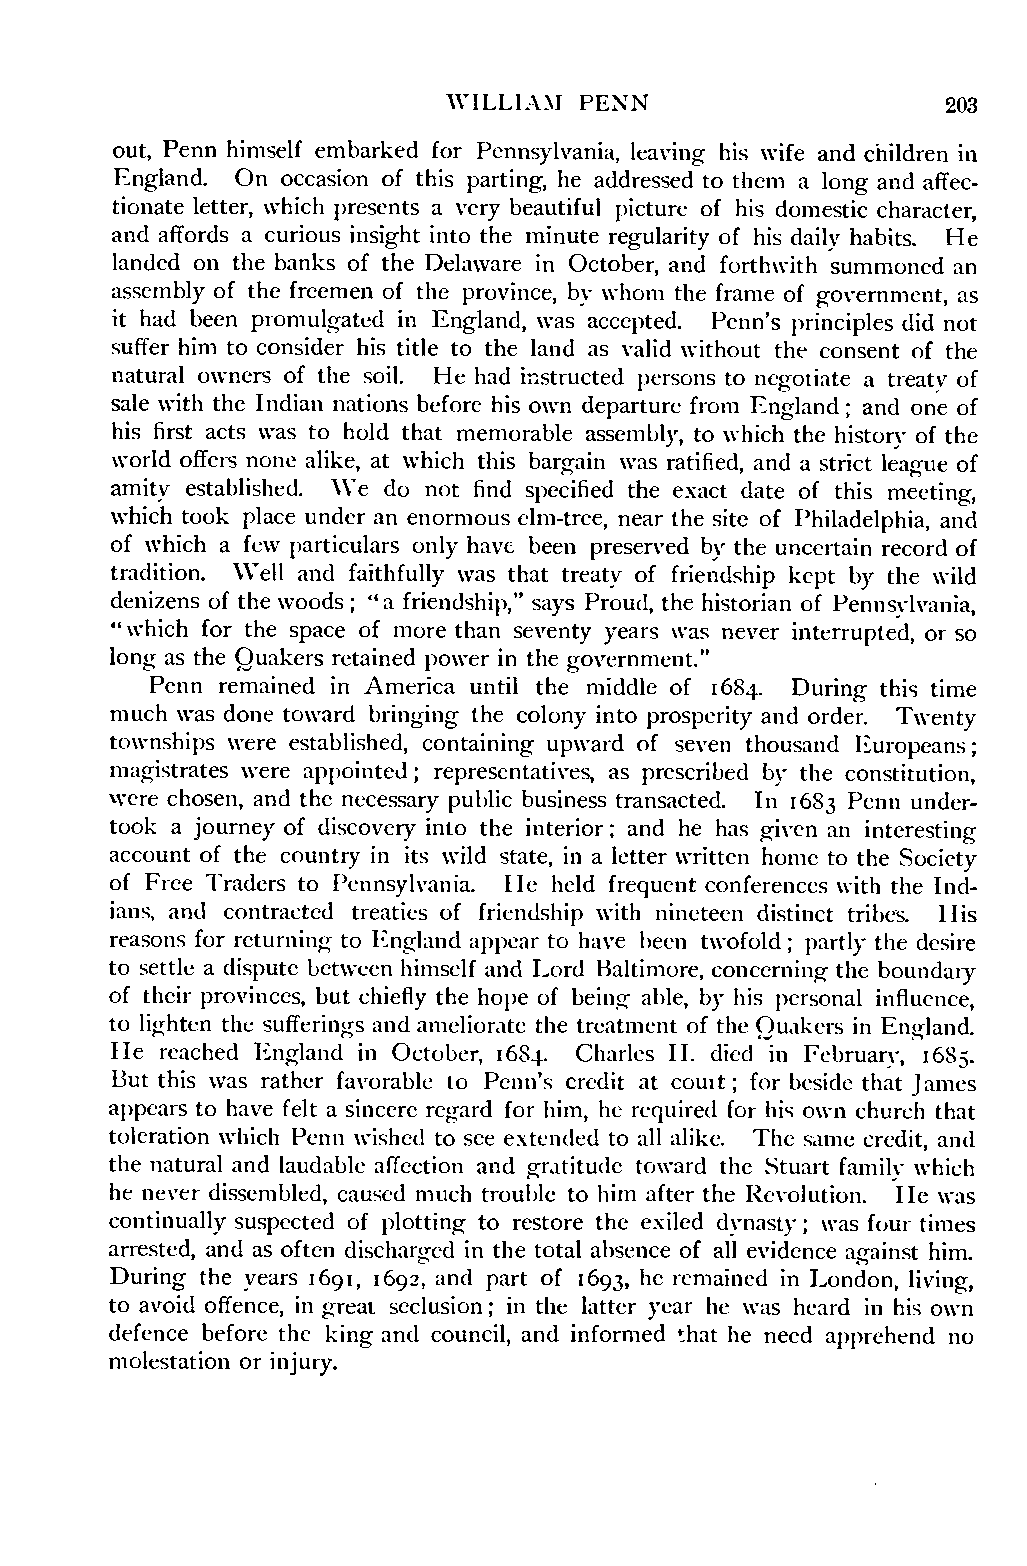 WILLIAM PENN 203
out, Penn himself embarked for Pennsylvania, leaving his wife and children in
England. On occasion of this parting, he addressed to them a long and affec-
tionate letter, which presents a very beautiful picture of his domestic character,
and affords a curious insight into the minute regularity of his daily habits. He
landed on the banks of the Delaware in October, and forthwith summoned an
assembly of the freemen of the province, by whom the frame of government, as
it had been promulgated in England, was accepted. Penn's principles did not
suffer him to consider his title to the land as valid without the consent of the
natural owners of the soil. He had instructed persons to negotiate a treaty of
sale with the Indian nations before his own departure from England; and one of
his first acts was to hold that memorable assembly, to which the history of the
world offers none alike, at which this bargain was ratified, and a strict league of
amity established. We do not find specified the exact date of this meeting,
which took place under an enormous elm-tree, near the site of Philadelphia, and
of which a few particulars only have been preserved by the uncertain record of
tradition. Well and faithfully was that treaty of friendship kept by the wild
denizens of the woods; "a friendship," says Proud, the historian of Pennsylvania,
"which for the space of more than seventy years was never interrupted, or so
long as the Quakers retained power in the government."
Penn remained in America until the middle of 1684. During this time
much was done toward bringing the colony into prosperity and order. Twenty
townships were established, containing upward of seven thousand Europeans;
magistrates were appointed; representatives, as prescribed by the constitution,
were chosen, and the necessary public business transacted. In 1683 Penn under-
took a journey of discovery into the interior; and he has given an interesting
account of the country in its wild state, in a letter written home to the Society
of Free Traders to Pennsylvania. He held frequent conferences with the Ind-
ians, and contracted treaties of friendship with nineteen distinct tribes. His
reasons for returning to England appear to have been twofold; partly the desire
to settle a dispute between himself and Lord Baltimore, concerning the boundary
of their provinces, but chiefly the hope of being able, by his personal influence,
to lighten the sufferings and ameliorate the treatment of the Quakers in England.
He reached England in October, 1684. Charles II. died in February, 1685.
But this was rather favorable to Penn's credit at court; for beside that James
appears to have felt a sincere regard for him, he required for his own church that
toleration which Penn wished to see extended to all alike. The same credit, and
the natural and laudable affection and gratitude toward the Stuart family which
he never dissembled, caused much trouble to him after the Revolution. He was
continually suspected of plotting to restore the exiled dynasty; was four times
arrested, and as often discharged in the total absence of all evidence against him.
During the years 1691, 1692, and part of 1693, he remained in London, living,
to avoid offence, in great seclusion; in the latter year he was heard in his own
defence before the king and council, and informed that he need apprehend no
molestation or injury.